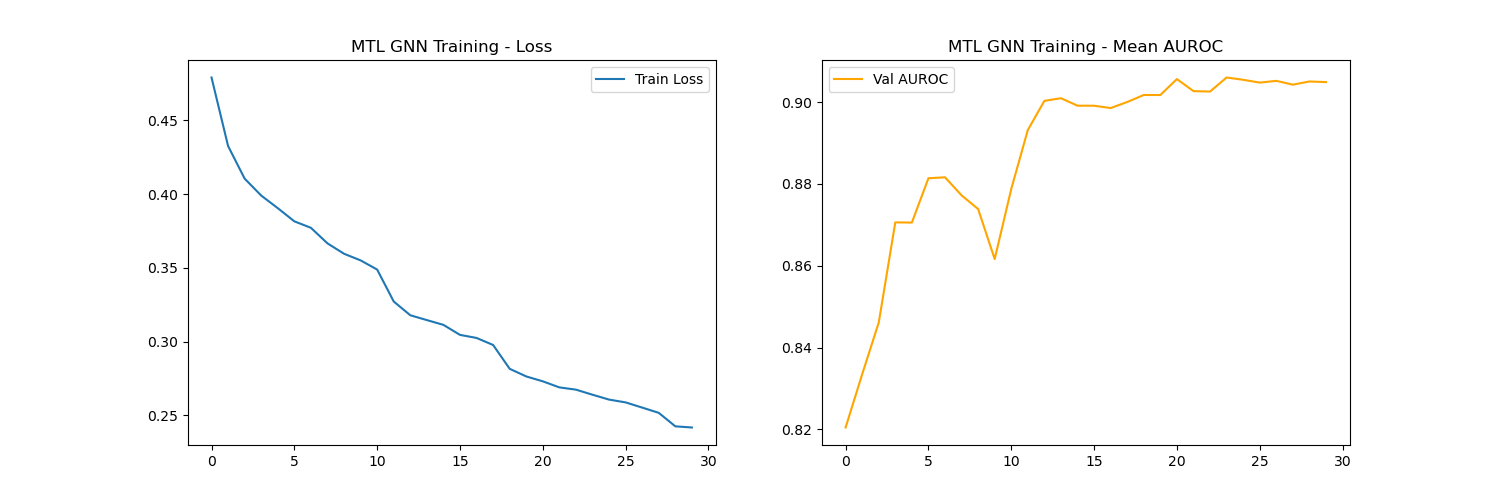 MTL GNN Training - Loss
Train Loss
0.45
0.40
0.35
0.30
0.25
0 5 10 15 20 25 30
MTL GNN Training - Mean AUROC
Val AUROC
0.90
0.88
0.86
0.84
0.82
0 5 10 15 20 25 30